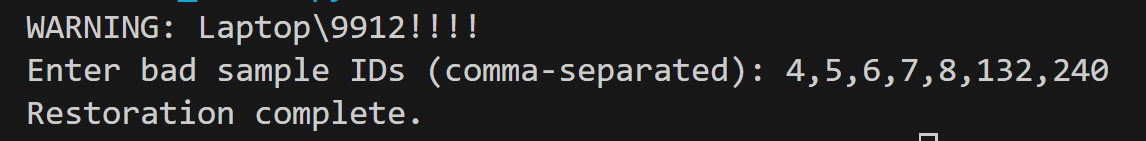 WARNING: Laptop\9912!!!!
Enter bad sample IDs (comma-separated): 4,5,6,7,8,132,240
Restoration complete.